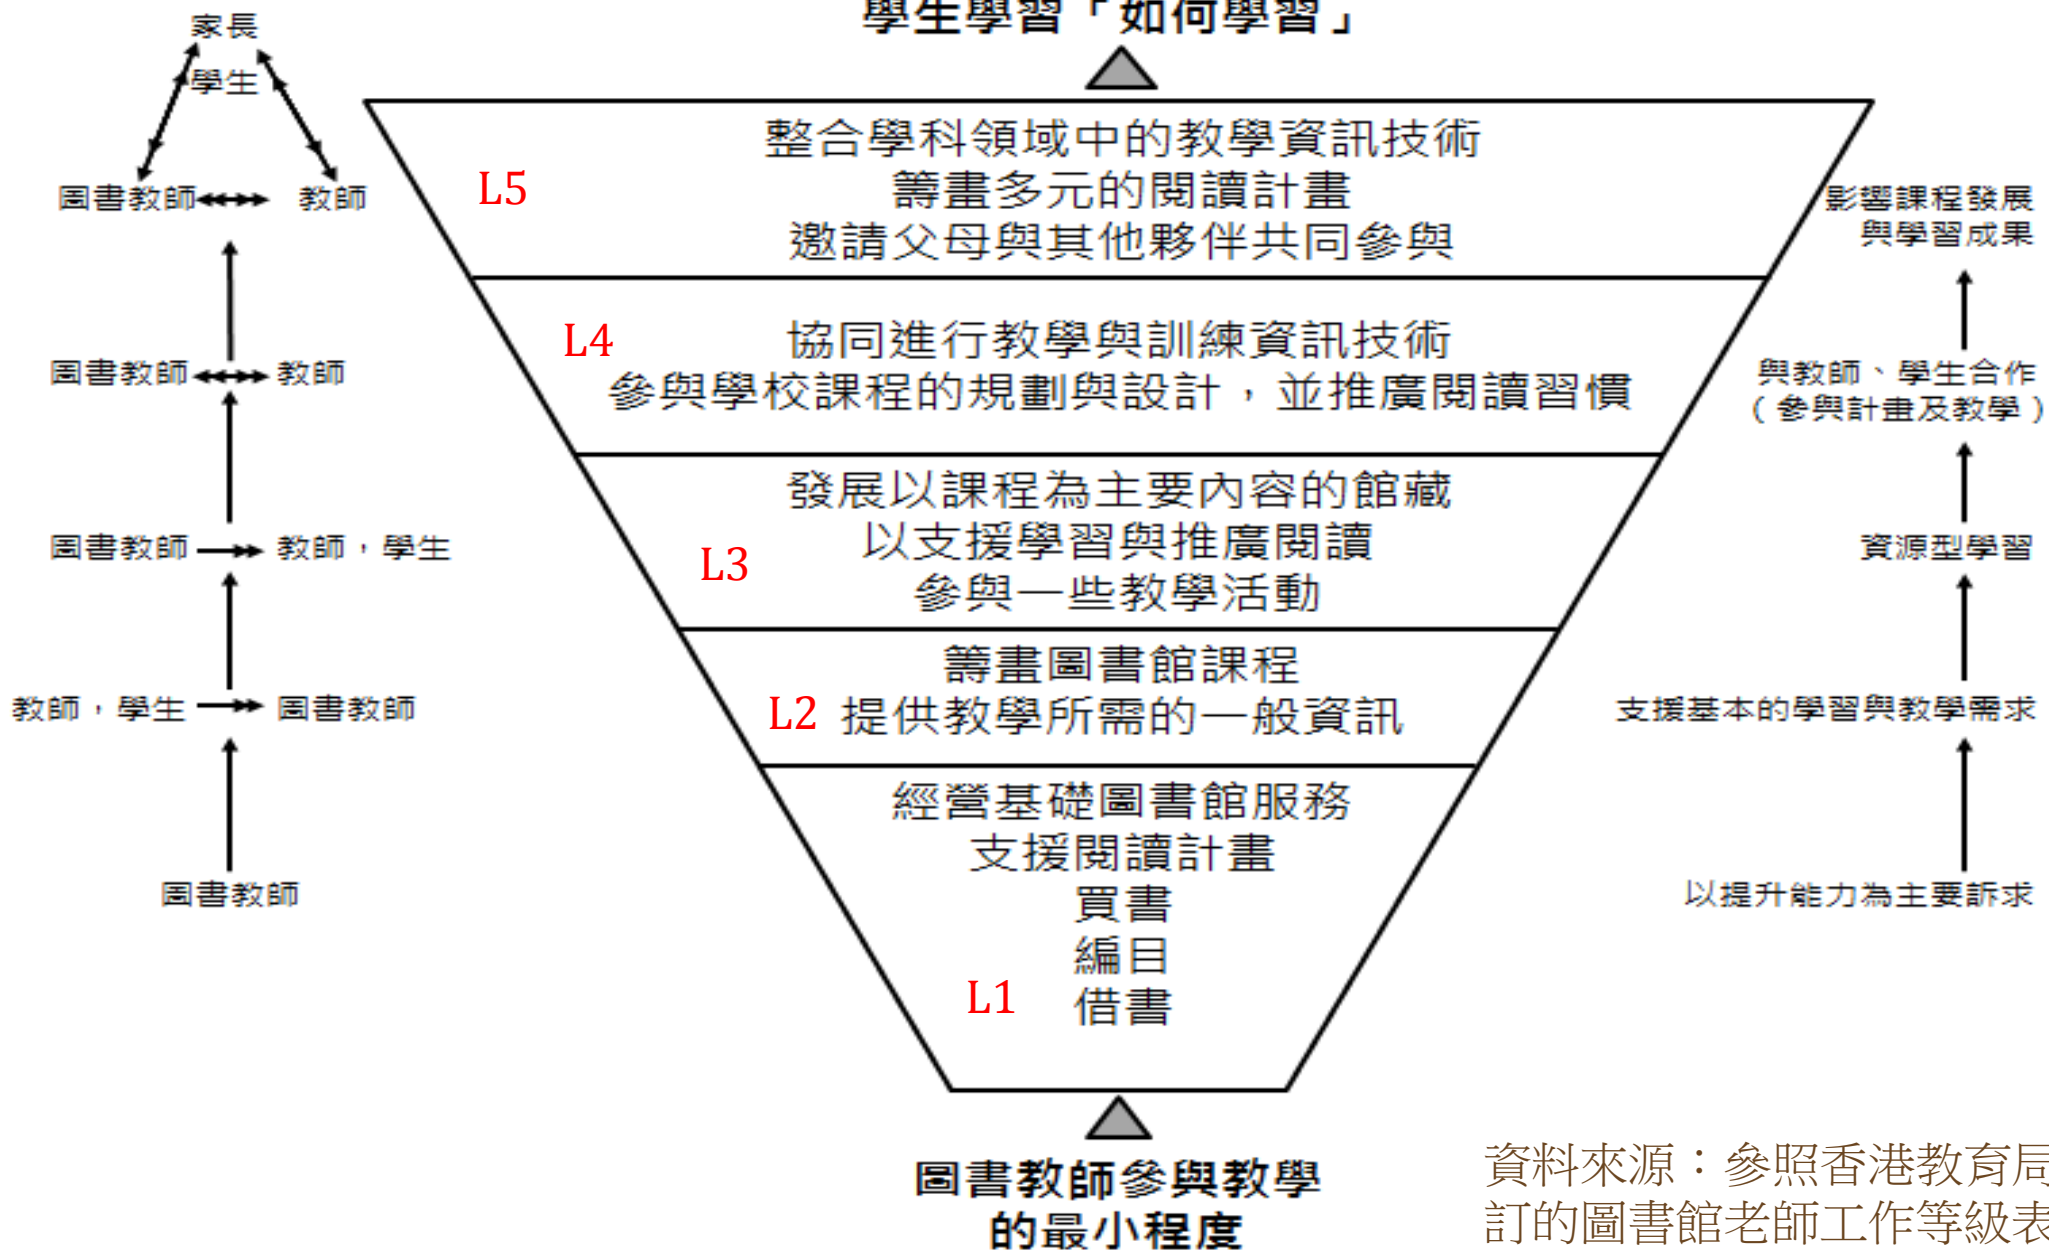 學生學習「如何學習」
家長
學生
圖書教師 教師
圖書教師 教師
圖書教師 教師，學生
教師，學生 圖書教師
圖書教師
L5
整合學科領域中的教學資訊技術
籌畫多元的閱讀計畫
邀請父母與其他夥伴共同參與
L4
協同進行教學與訓練資訊技術
參與學校課程的規劃與設計，並推廣閱讀習慣
L3
發展以課程為主要內容的館藏
以支援學習與推廣閱讀
參與一些教學活動
L2
籌畫圖書館課程
提供教學所需的一般資訊
L1
經營基礎圖書館服務
支援閱讀計畫
買書
編目
借書
影響課程發展
與學習成果
與教師、學生合作
（參與計畫及教學）
資源型學習
支援基本的學習與教學需求
以提升能力為主要訴求
圖書教師參與教學
的最小程度
資料來源：參照香港教育局
訂的圖書館老師工作等級表